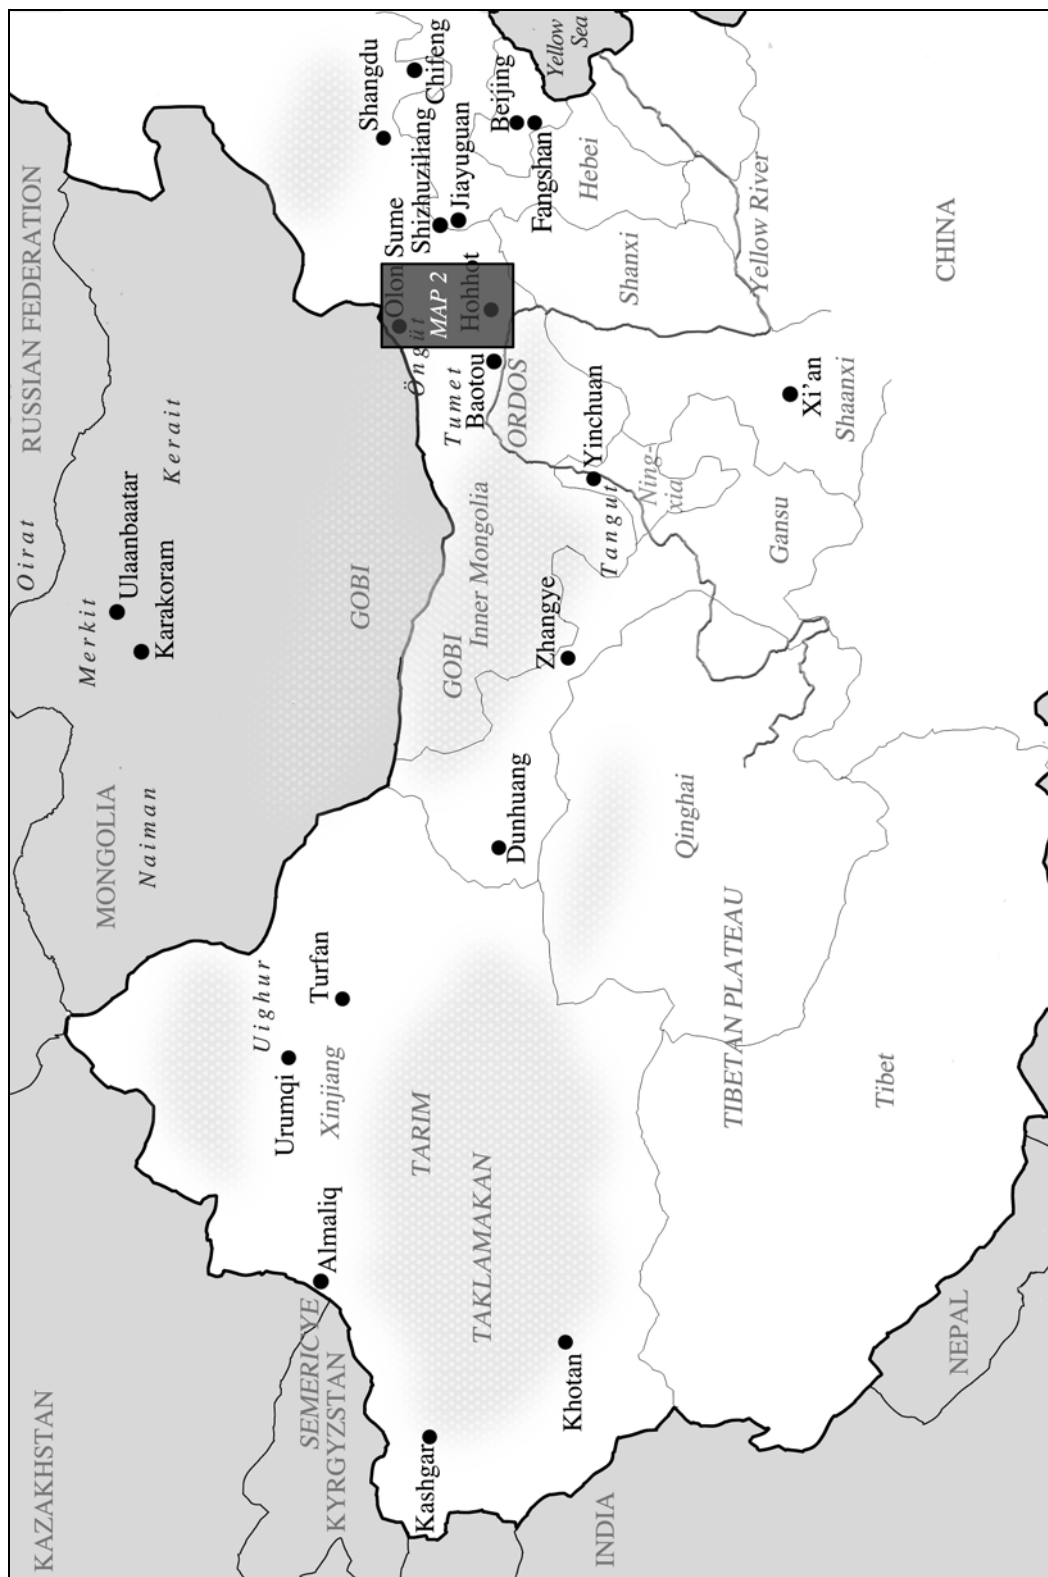 KAZAKHSTAN
RUSSIAN FEDERATION
MONGOLIA
Oirat
Merkit
Naiman
Kerait
Ulaanbaatar
Karakoram
Uighur
Urumqi
Turfan
Xinjiang
Almaliq
SEMERICYE
KYRGYZSTAN
GOBI
Shangdu
Chifeng
Olon Sume
Shizhuziliang
Jiayuguan
Öngüt
MAP 2
Hohhot
Tumet
Baotou
ORDOS
Beijing
Fangshan
Yellow
Sea
Hebei
Shanxi
Yellow River
CHINA
GOBI
Inner Mongolia
Kashgar
TARIM
TAKLAMAKAN
Khotan
Dunhuang
Zhangye
Tangut
Yinchuan
Ning-
xia
Gansu
Xi’an
Shaanxi
Qinghai
TIBETAN PLATEAU
Tibet
INDIA
NEPAL